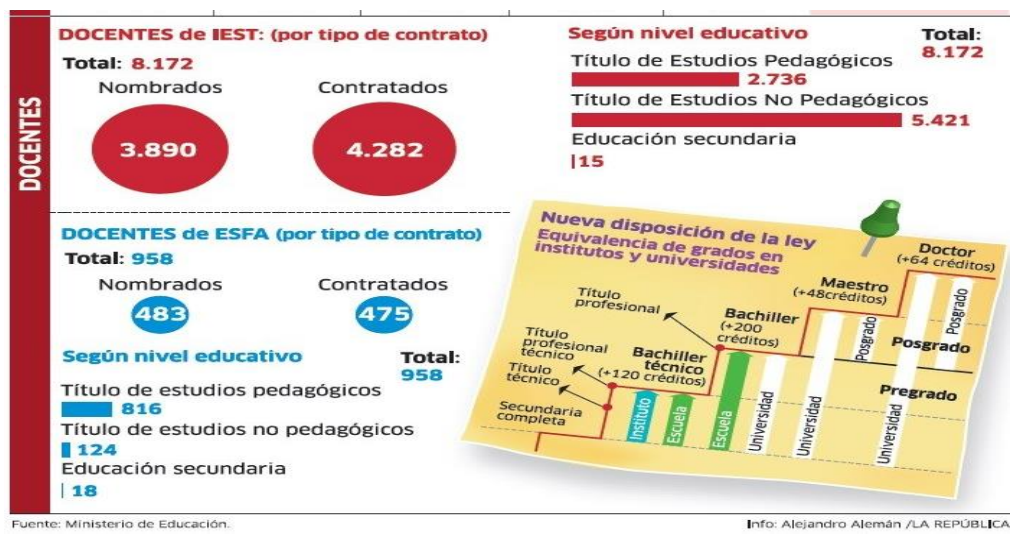 DOCENTES
DOCENTES de IEST: (por tipo de contrato)
Total: 8.172
Nombrados
Contratados
3.890
4.282
Según nivel educativo
Total:
8.172
Título de Estudios Pedagógicos
2.736
Título de Estudios No Pedagógicos
5.421
Educación secundaria
15
DOCENTES de ESFA (por tipo de contrato)
Total: 958
Nombrados
Contratados
483
475
Según nivel educativo
Total:
958
Título de estudios pedagógicos
816
Título de estudios no pedagógicos
124
Educación secundaria
18
Nueva disposición de la ley
Equivalencia de grados en
institutos y universidades
Doctor
(+64 créditos)
Maestro
(+48créditos)
Bachiller
(+200
créditos)
Título
profesional
Título
profesional
técnico
Bachiller
técnico
(+120 créditos)
Título
técnico
Secundaria
completa
Posgrado
Pregrado
Instituto
Escuela
Escuela
Universidad
Universidad
Posgrado
Universidad
Posgrado
Fuente: Ministerio de Educación.
Info: Alejandro Alemán /LA REPÚBLICA